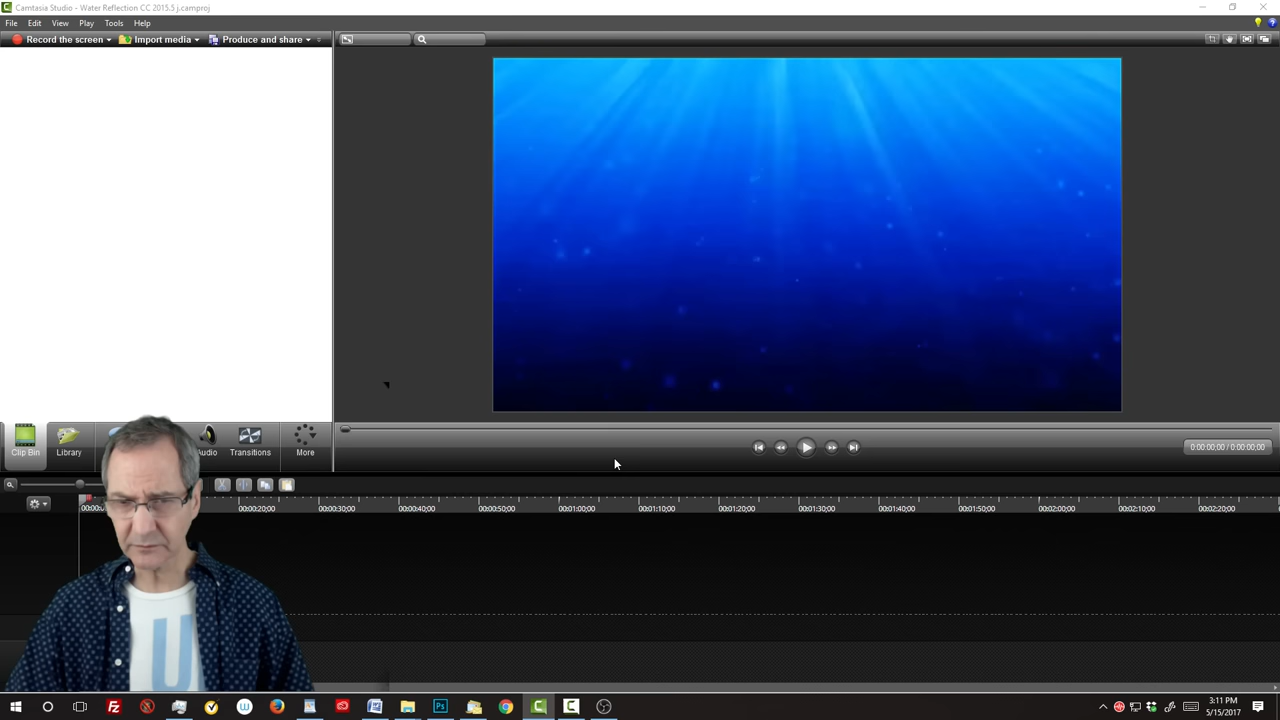 Camtasia Studio - Water Reflection CC 2015.5 j.camproj
File Edit View Play Tools Help
Record the screen Import media Produce and share
Clip Bin Library Audio Transitions More
0:00:00;00 / 0:00:00;00
00:00:20;00 00:00:30;00 00:00:40;00 00:00:50;00 00:01:00;00 00:01:10;00 00:01:20;00 00:01:30;00 00:01:40;00 00:01:50;00 00:02:00;00 00:02:10;00 00:02:20;00
U
3:11 PM
5/15/2017